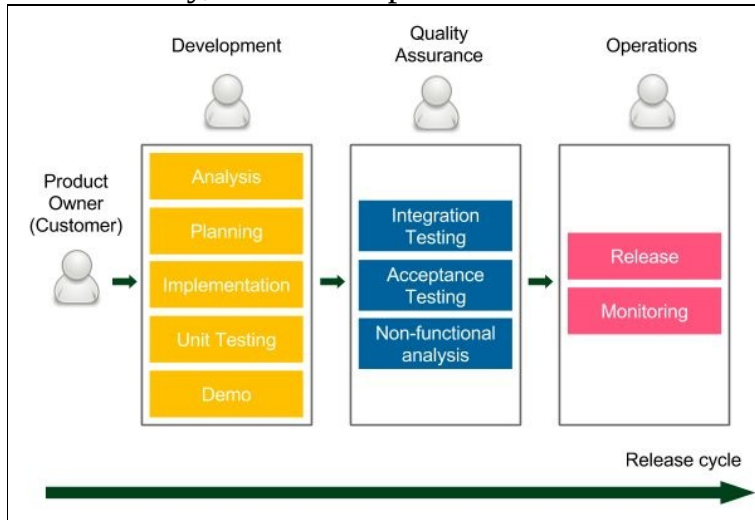 Development
Quality
Assurance
Operations
Product
Owner
(Customer)
Analysis
Planning
Implementation
Unit Testing
Demo
Integration
Testing
Acceptance
Testing
Non-functional
analysis
Release
Monitoring
Release cycle